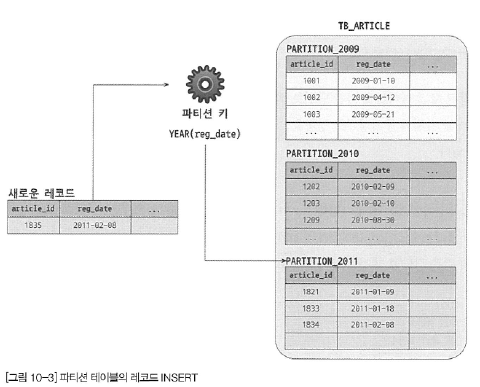 TB_ARTICLE
PARTITION_2009
article_id reg_date ...
1001 2009-01-10
1002 2009-04-12
1003 2009-05-21
... ... ...
파티션 키
YEAR(reg_date)
PARTITION_2010
article_id reg_date ...
1202 2010-02-09
1203 2010-02-10
1209 2010-08-30
... ... ...
새로운 레코드
article_id reg_date ...
1835 2011-02-08
PARTITION_2011
article_id reg_date ...
1821 2011-01-09
1833 2011-01-18
1834 2011-02-08
[그림 10-3] 파티션 테이블의 레코드 INSERT